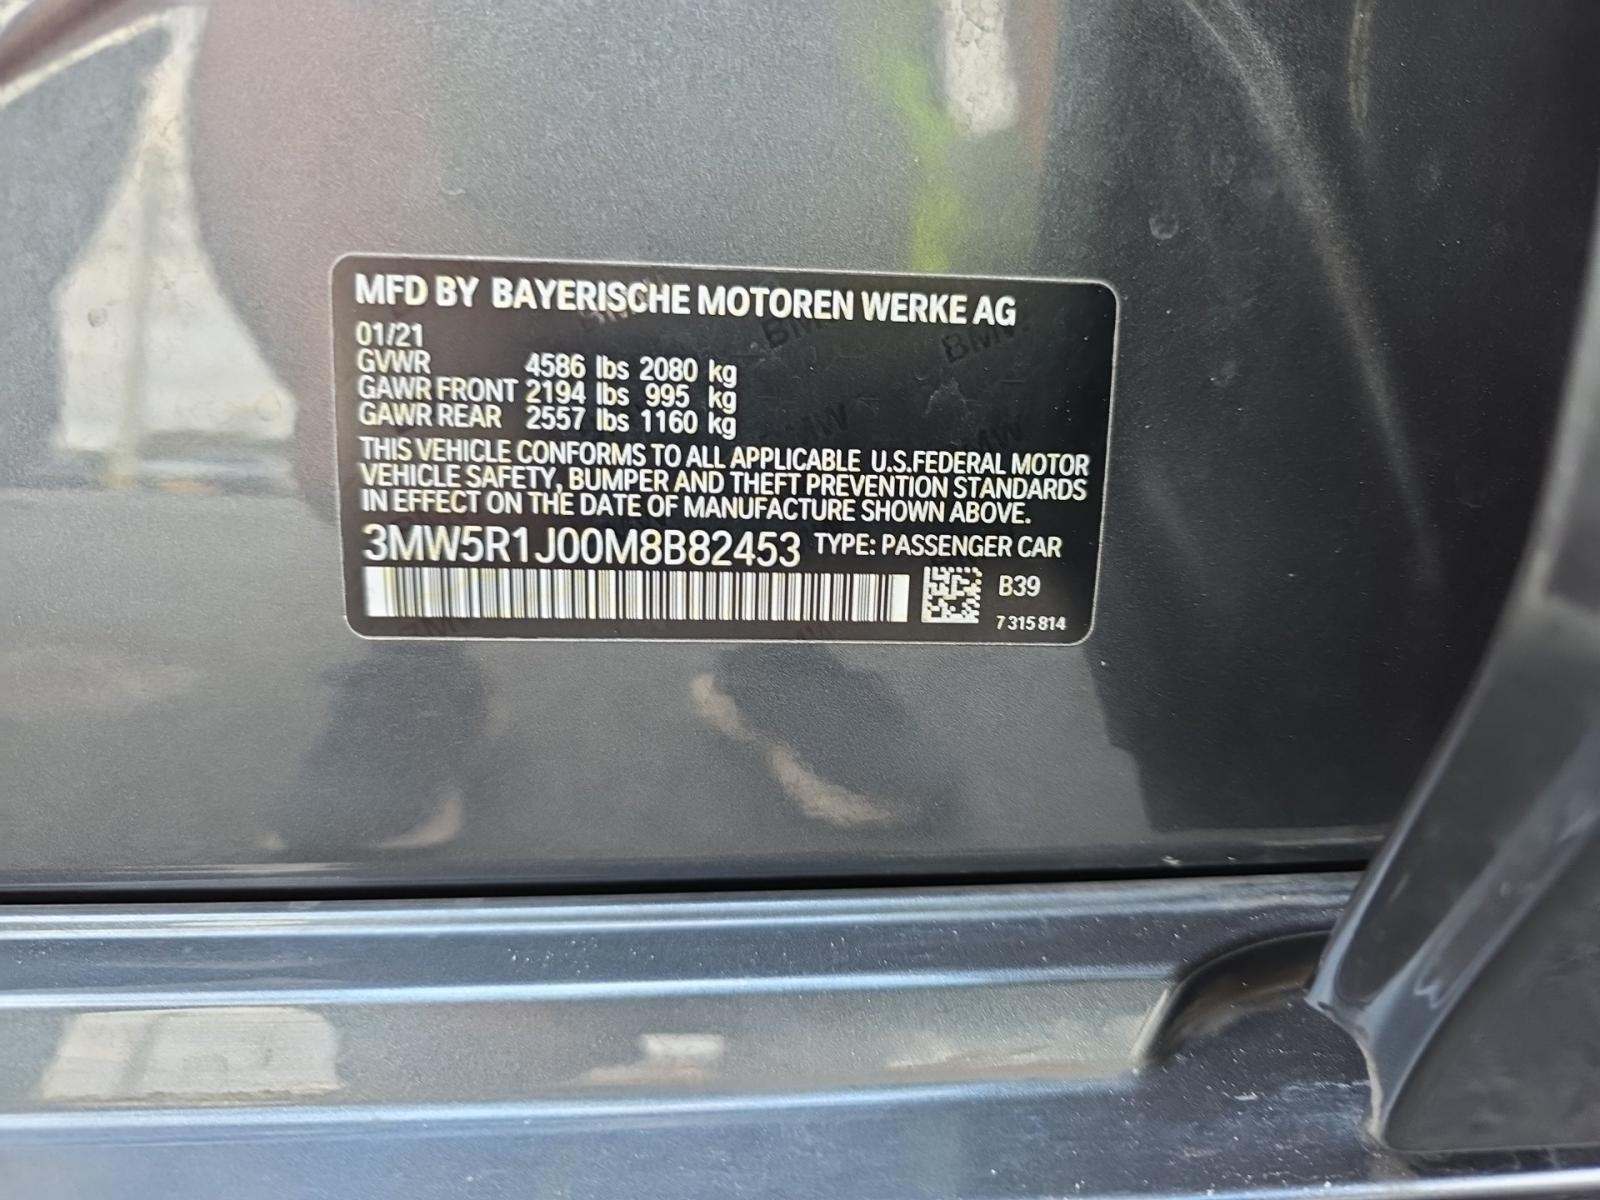 MFD BY BAYERISCHE MOTOREN WERKE AG
01/21
GVWR 4586 lbs 2080 kg
GAWR FRONT 2194 lbs 995 kg
GAWR REAR 2557 lbs 1160 kg
THIS VEHICLE CONFORMS TO ALL APPLICABLE U.S.FEDERAL MOTOR
VEHICLE SAFETY, BUMPER AND THEFT PREVENTION STANDARDS
IN EFFECT ON THE DATE OF MANUFACTURE SHOWN ABOVE.
3MW5R1J00M8B82453 TYPE: PASSENGER CAR
B39
7 315 814